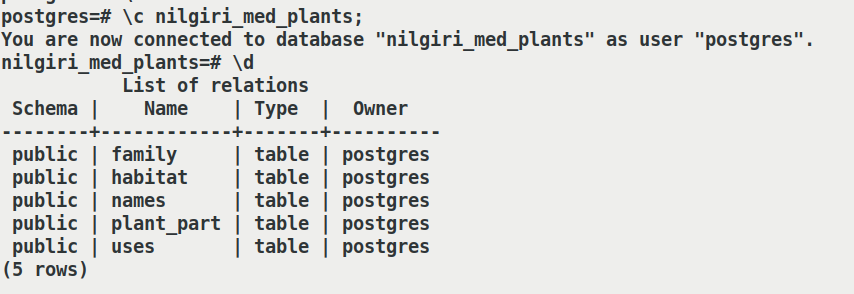 postgres=# \c nilgiri_med_plants;
You are now connected to database "nilgiri_med_plants" as user "postgres".
nilgiri_med_plants=# \d
           List of relations
 Schema |    Name    | Type  |  Owner
--------+------------+-------+----------
 public | family     | table | postgres
 public | habitat    | table | postgres
 public | names      | table | postgres
 public | plant_part | table | postgres
 public | uses       | table | postgres
(5 rows)